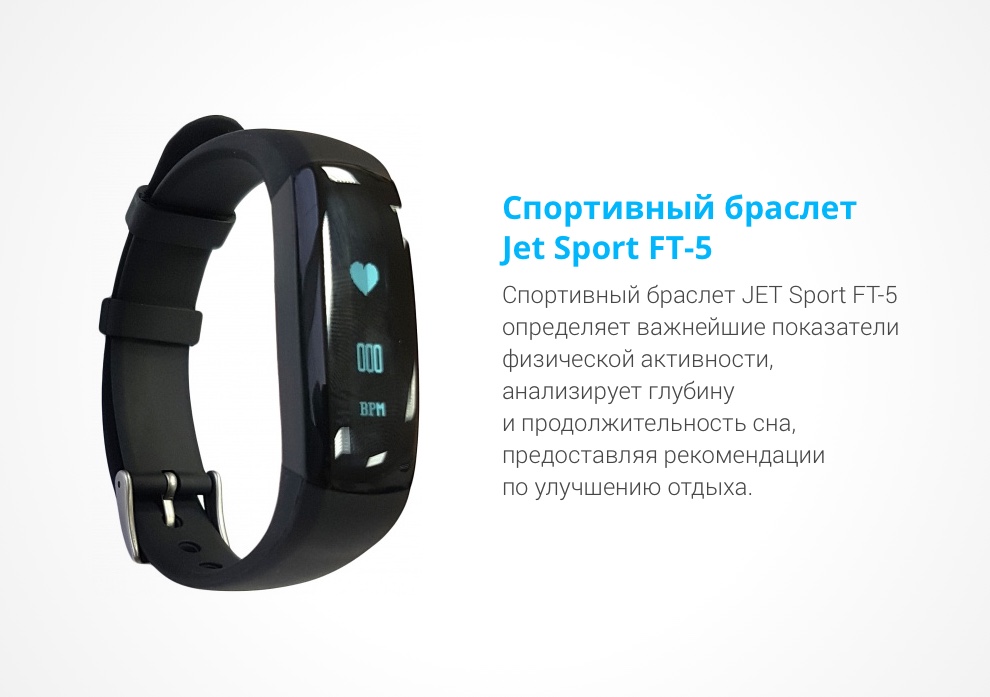 Спортивный браслет
Jet Sport FT-5
Спортивный браслет JET Sport FT-5
определяет важнейшие показатели
физической активности,
анализирует глубину
и продолжительность сна,
предоставляя рекомендации
по улучшению отдыха.
000
BPM